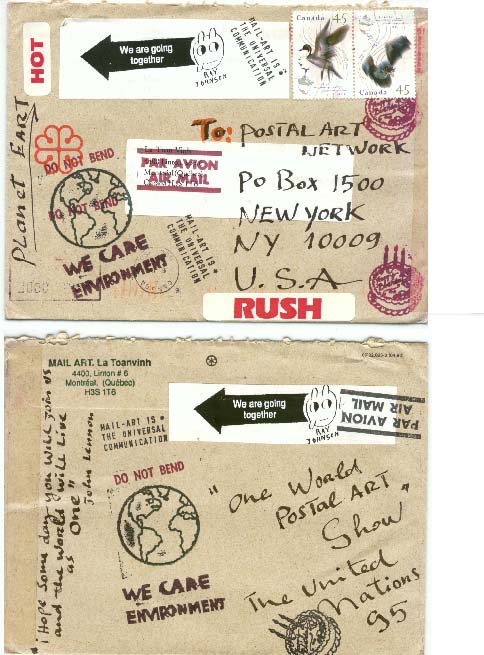 HOT
We are going
together
RAY
JOHNSON
MAIL-ART IS
THE UNIVERSAL
COMMUNICATION
Canada 45
Canada 45
Planet EARTH
To: POSTAL ART
NETWORK
PO BOX 1500
NEW YORK
NY 10009
U.S.A
DO NOT BEND
PAR AVION
AIR MAIL
DO NOT BEND
MAIL-ART IS
THE UNIVERSAL
COMMUNICATION
WE CARE
ENVIRONMENT
RUSH
MAIL ART. La Toanvinh
4400, Linton # 6
Montréal, (Québec)
H3S 1T6
We are going
together
RAY
JOHNSON
PAR AVION
AIR MAIL
MAIL-ART IS
THE UNIVERSAL
COMMUNICATION
"i Hope some day you will join us
and the world will live
as One"
John Lennon
DO NOT BEND
WE CARE
ENVIRONMENT
"One World
POSTAL ART"
Show
The United
Nations
95